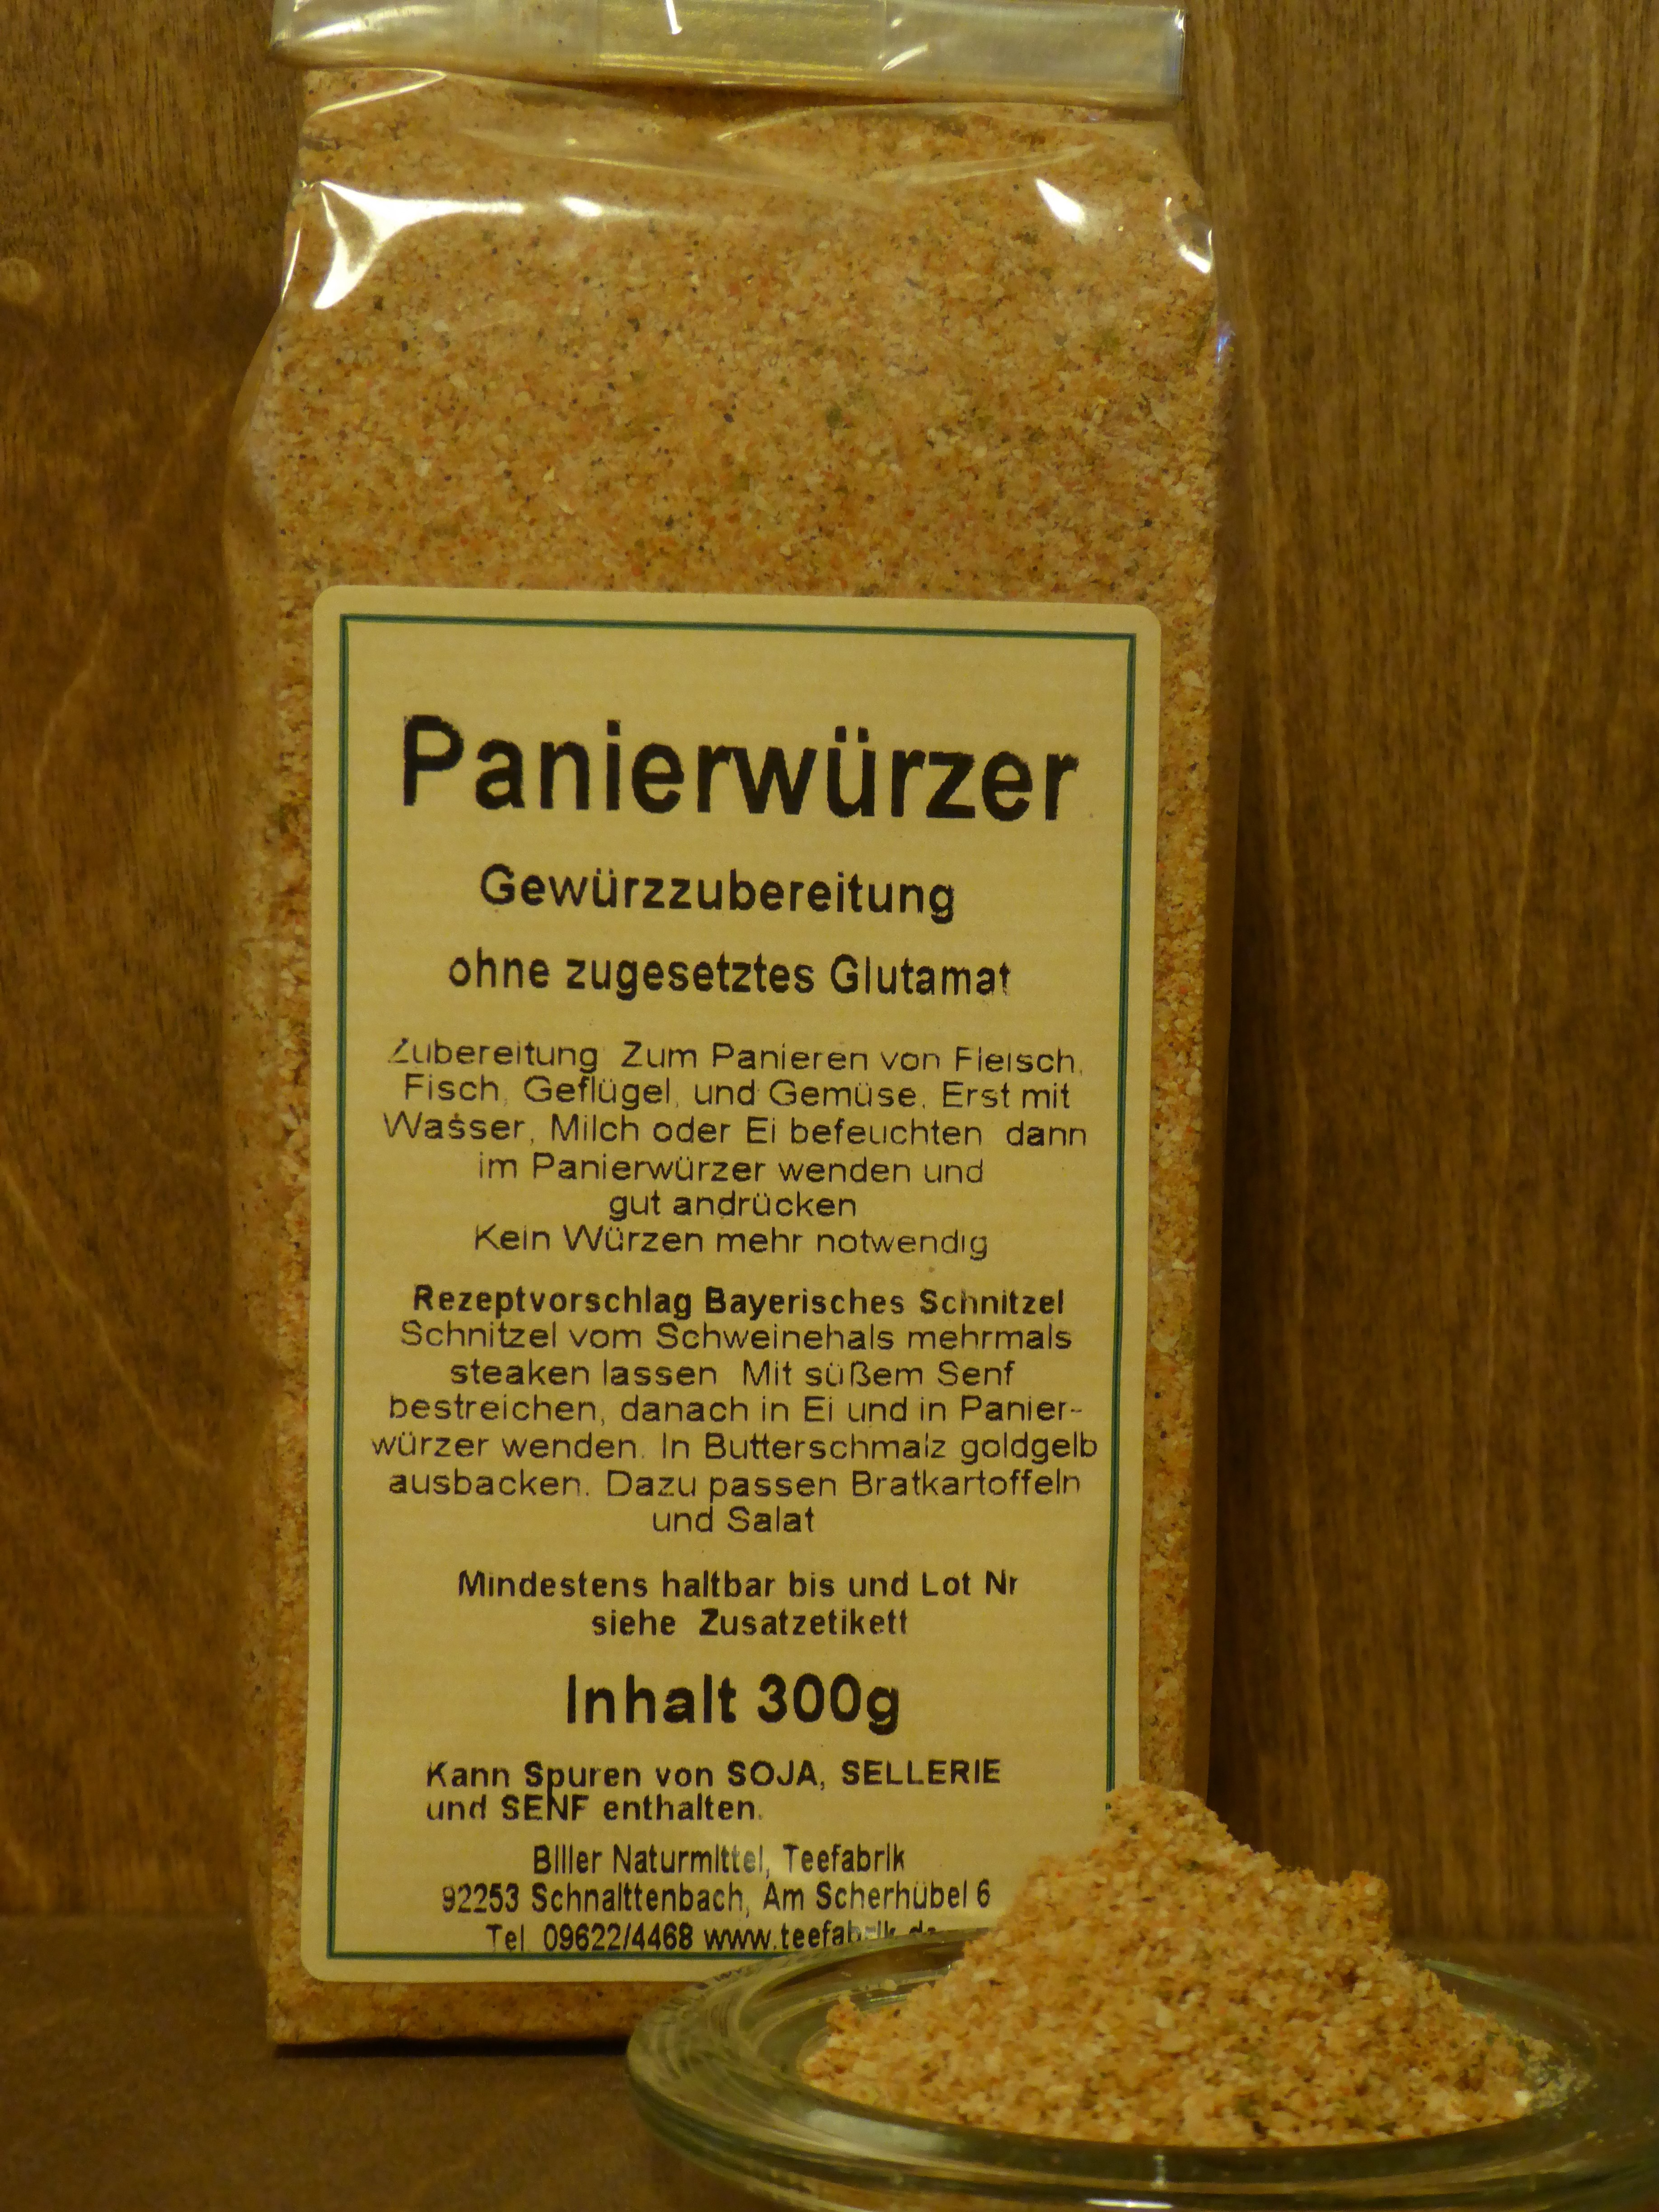 Panierwürzer
Gewürzzubereitung
ohne zugesetztes Glutamat
Zubereitung Zum Panieren von Fleisch,
Fisch, Geflügel, und Gemüse. Erst mit
Wasser, Milch oder Ei befeuchten dann
im Panierwürzer wenden und
gut andrücken
Kein Würzen mehr notwendig
Rezeptvorschlag Bayerisches Schnitzel
Schnitzel vom Schweinehals mehrmals
steaken lassen Mit süßem Senf
bestreichen, danach in Ei und in Panier-
würzer wenden. In Butterschmalz goldgelb
ausbacken. Dazu passen Bratkartoffeln
und Salat
Mindestens haltbar bis und Lot Nr
siehe Zusatzetikett
Inhalt 300g
Kann Spuren von SOJA, SELLERIE
und SENF enthalten.
Biller Naturmittel, Teefabrik
92253 Schnaittenbach, Am Scherhübel 6
Tel 09622/4468 www.teefabrik.de